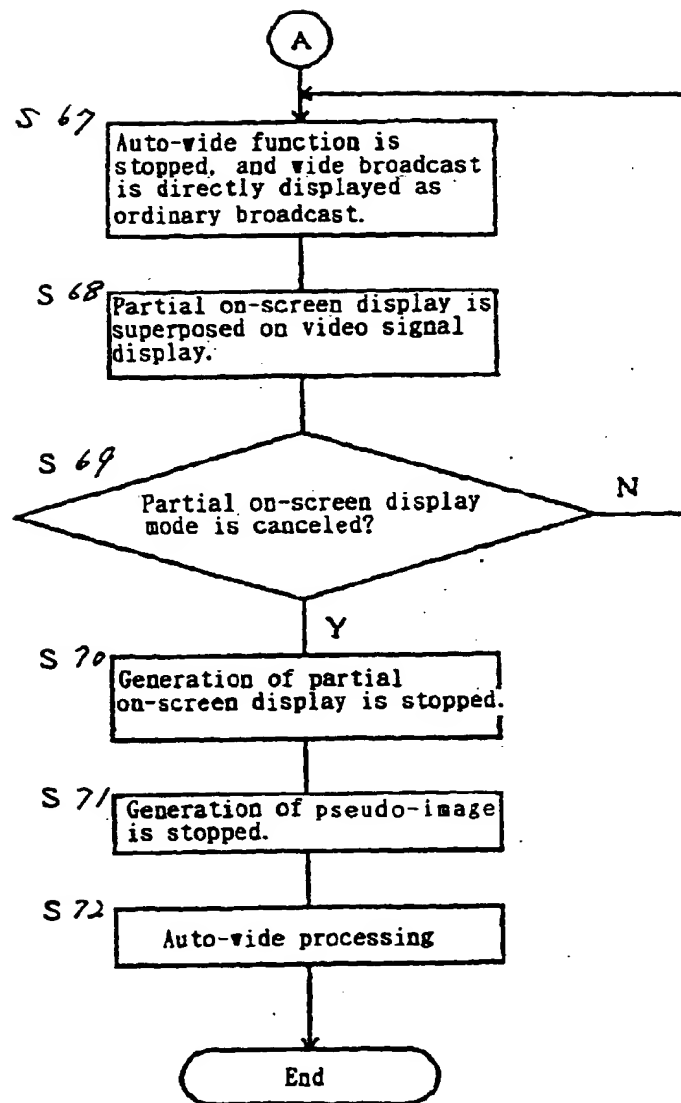 A
S 67
Auto-wide function is
stopped, and wide broadcast
is directly displayed as
ordinary broadcast.
S 68
Partial on-screen display is
superposed on video signal
display.
S 69
Partial on-screen display
mode is canceled?
N
Y
S 70
Generation of partial
on-screen display is stopped.
S 71
Generation of pseudo-image
is stopped.
S 72
Auto-wide processing
End